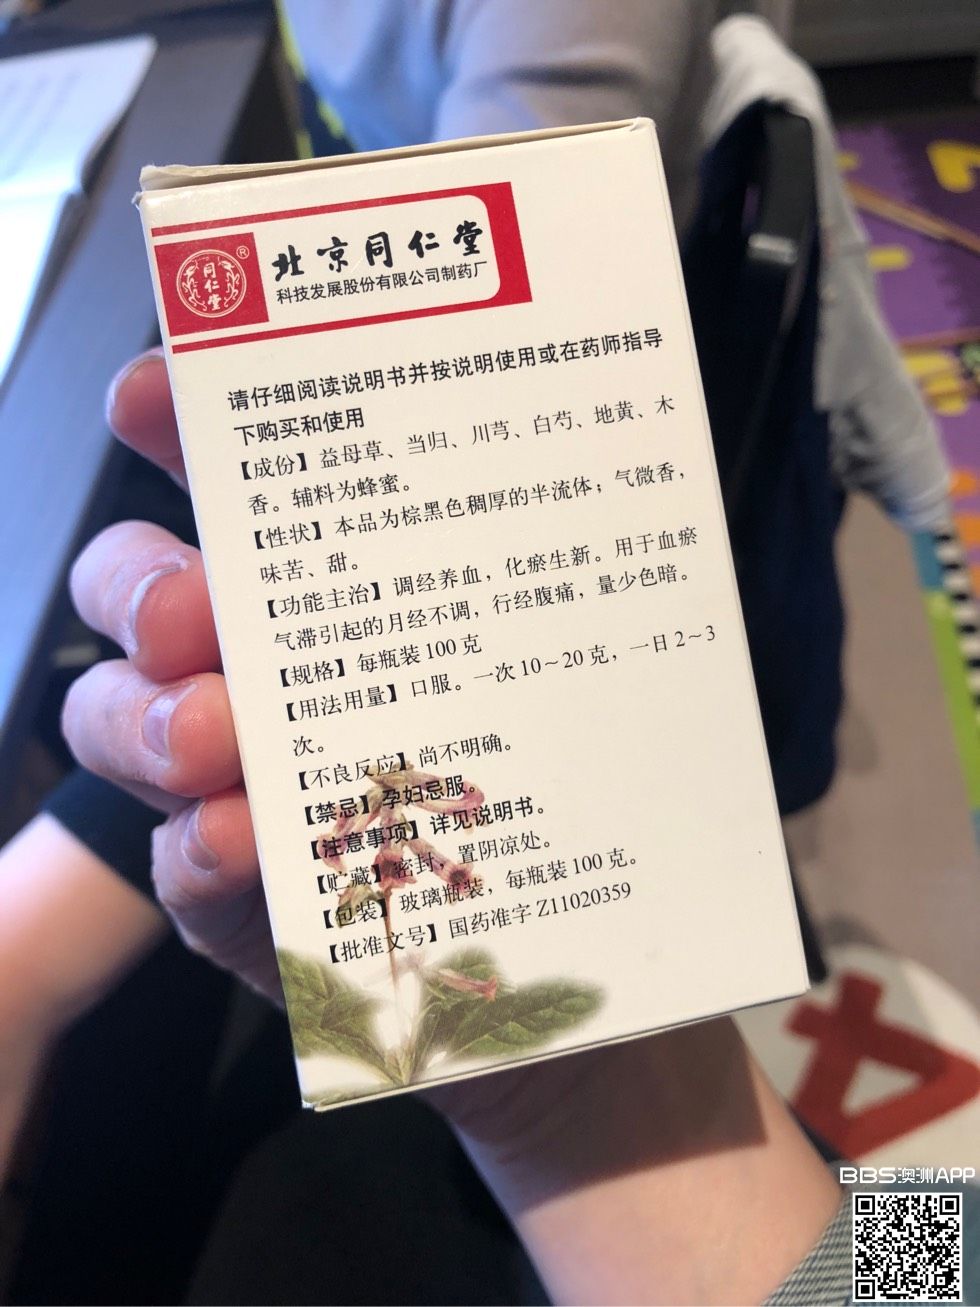 同仁堂
®
北京同仁堂
科技发展股份有限公司制药厂
请仔细阅读说明书并按说明使用或在药师指导
下购买和使用
【成份】益母草、当归、川芎、白芍、地黄、木
香。辅料为蜂蜜。
【性状】本品为棕黑色稠厚的半流体；气微香，
味苦、甜。
【功能主治】调经养血，化瘀生新。用于血瘀
气滞引起的月经不调，行经腹痛，量少色暗。
【规格】每瓶装100克
【用法用量】口服。一次10～20克，一日2～3
次。
【不良反应】尚不明确。
【禁忌】孕妇忌服。
【注意事项】详见说明书。
【贮藏】密封，置阴凉处。
【包装】玻璃瓶装，每瓶装100克。
【批准文号】国药准字Z11020359
4
BBS澳洲APP